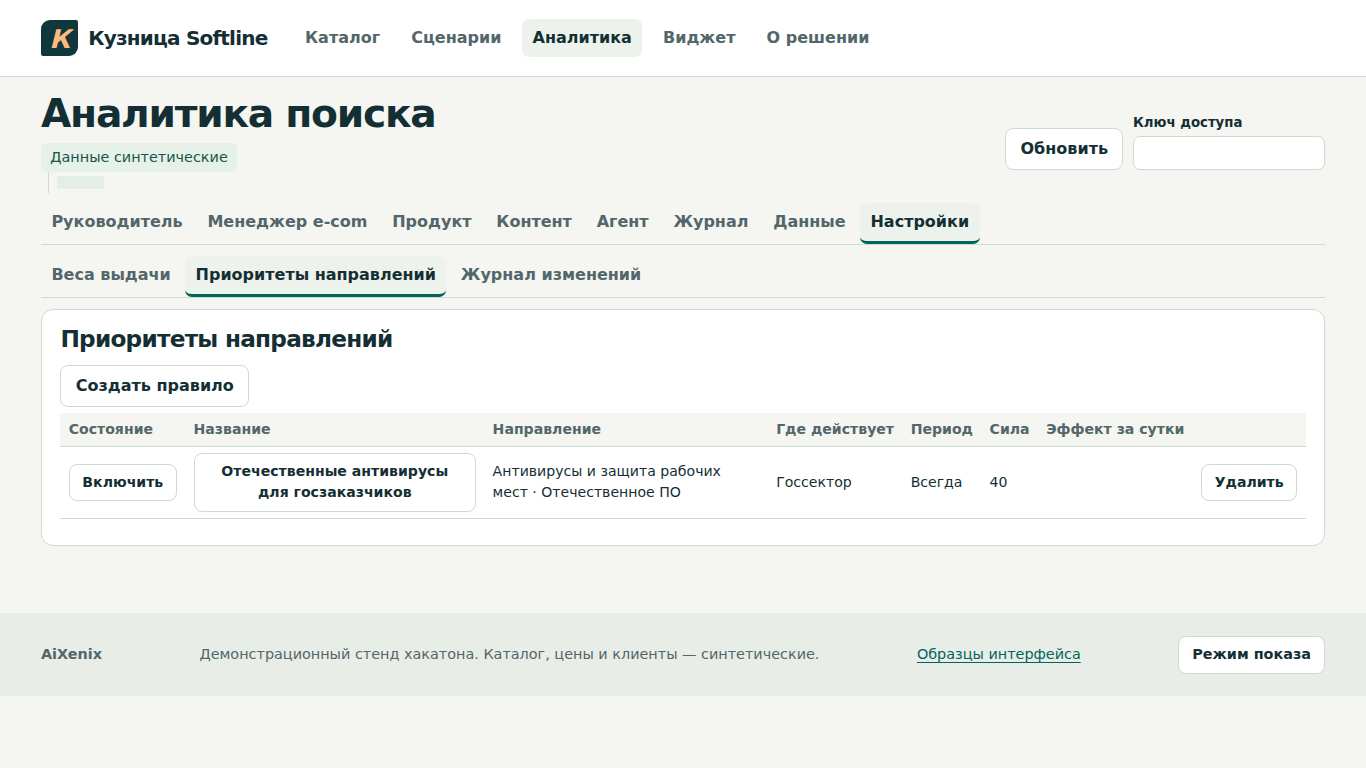 К Кузница Softline Каталог Сценарии Аналитика Виджет О решении
Аналитика поиска
Данные синтетические
Обновить
Ключ доступа
Руководитель Менеджер e-com Продукт Контент Агент Журнал Данные Настройки
Веса выдачи Приоритеты направлений Журнал изменений
Приоритеты направлений
Создать правило
Состояние Название Направление Где действует Период Сила Эффект за сутки
Включить
Отечественные антивирусы
для госзаказчиков
Антивирусы и защита рабочих
мест · Отечественное ПО
Госсектор Всегда 40 Удалить
AiXenix Демонстрационный стенд хакатона. Каталог, цены и клиенты — синтетические. Образцы интерфейса Режим показа